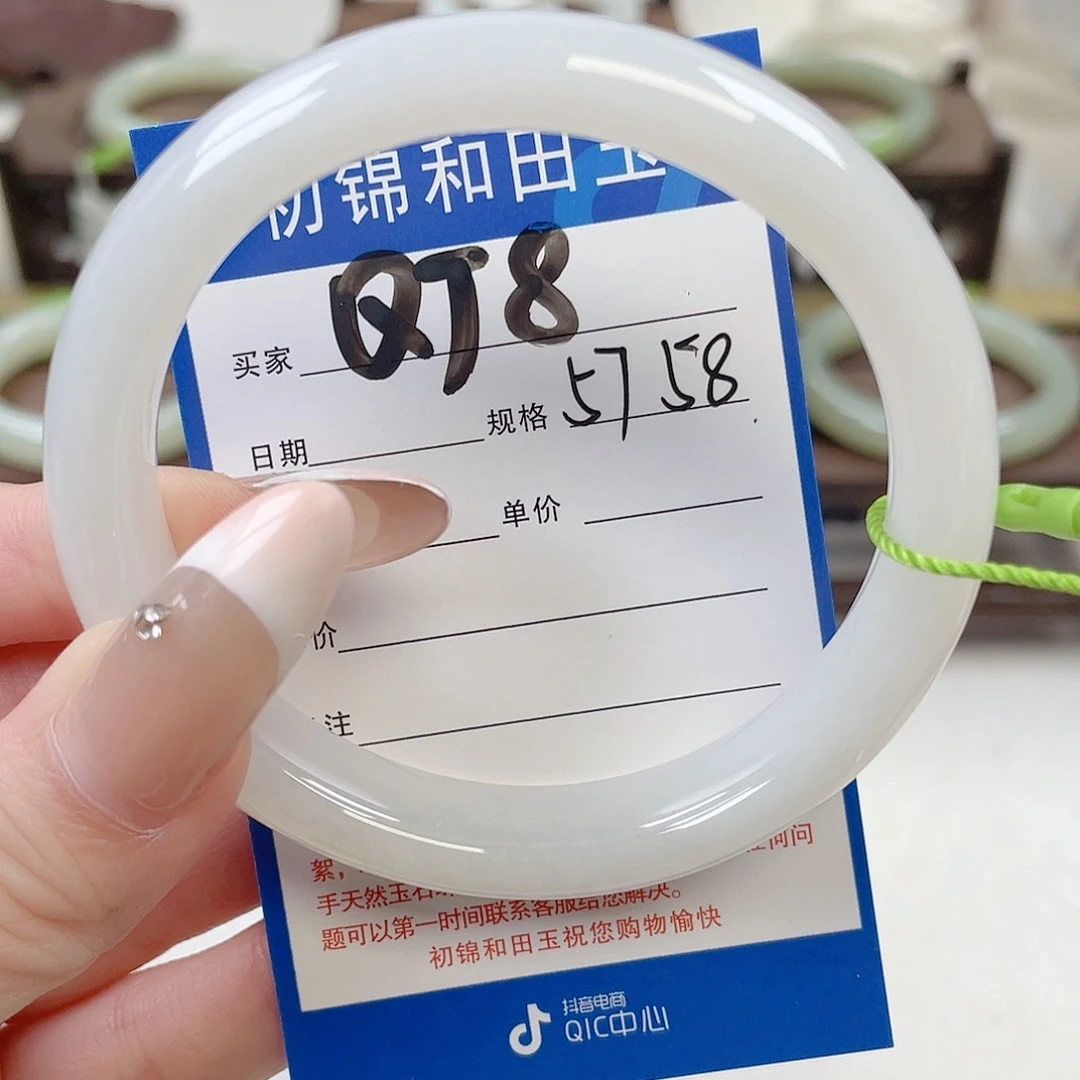 初锦和田玉
买家 QT8
日期 规格 5758
单价
价
注
絮，
手天然玉石
题可以第一时间联系客服给您解决。
初锦和田玉祝您购物愉快
抖音电商
QIC中心